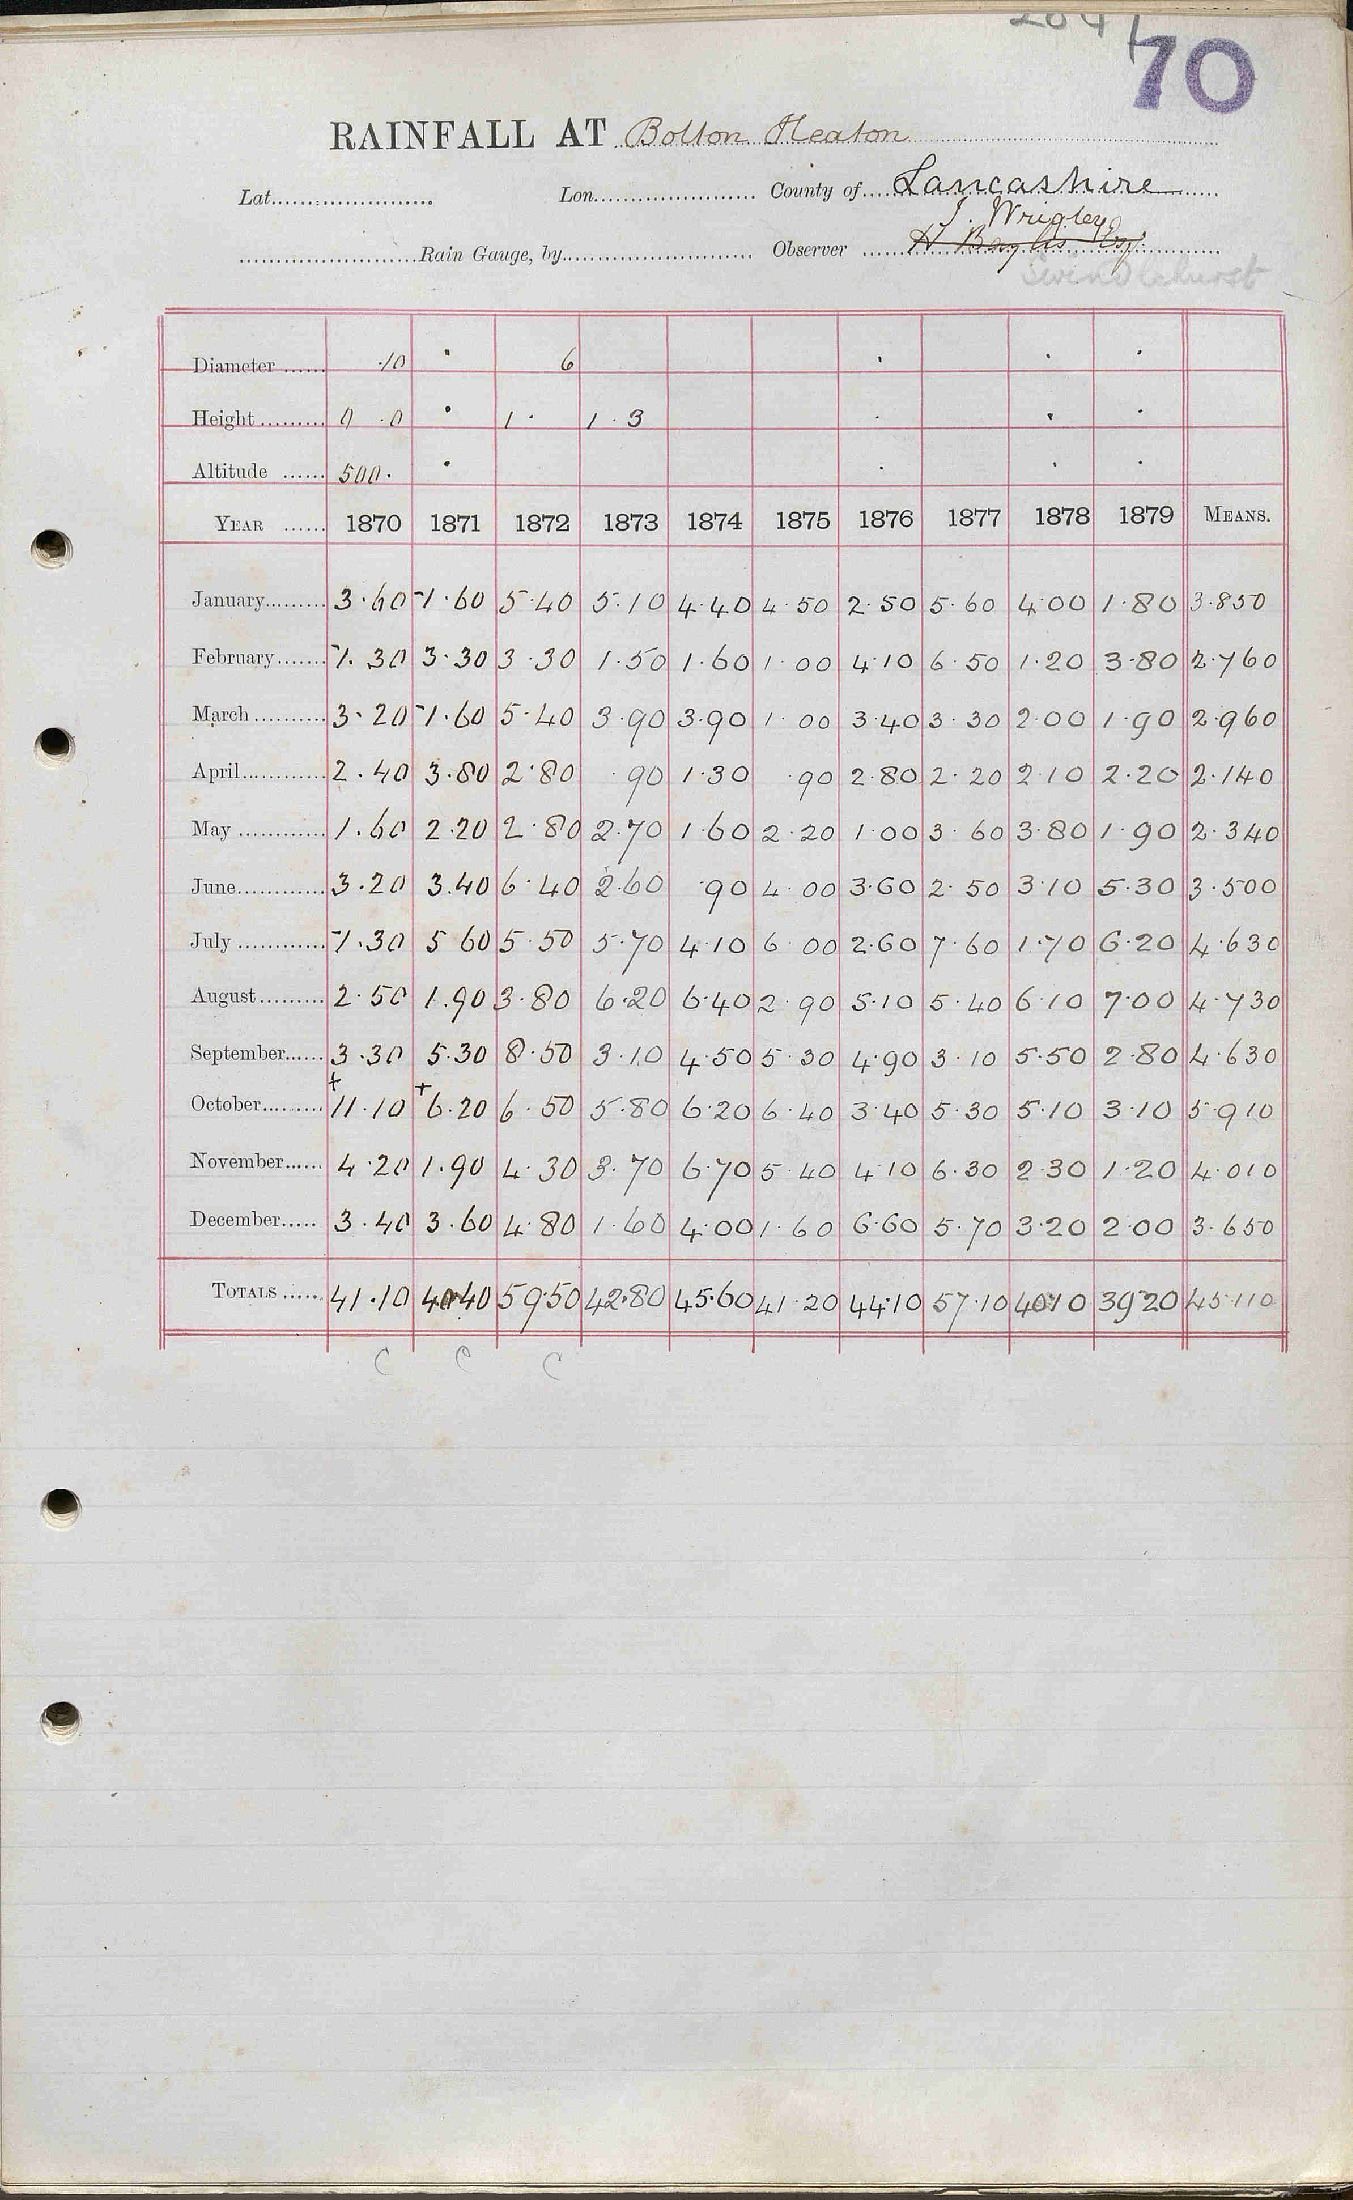 70
RAINFALL AT Bolton Heaton
Lat. Lon. County of Lancashire
J. Wrigley
Rain Gauge, by Observer H Baylis Esq.
Diameter 10 · 6 · · ·
Height 0 · 0 · 1 · 1 · 3 · · ·
Altitude 500 · · · · ·
YEAR 1870 1871 1872 1873 1874 1875 1876 1877 1878 1879 MEANS.
January 3·60 -1·60 5·40 5·10 4·40 4·50 2·50 5·60 4·00 1·80 3·850
February -1·30 3·30 3·30 1·50 1·60 1·00 4·10 6·50 1·20 3·80 2·760
March 3·20 -1·60 5·40 3·90 3·90 1·00 3·40 3·30 2·00 1·90 2·960
April 2·40 3·80 2·80 ·90 1·30 ·90 2·80 2·20 2·10 2·20 2·140
May 1·60 2·20 2·80 2·70 1·60 2·20 1·00 3·60 3·80 1·90 2·340
June 3·20 3·40 6·40 2·60 ·90 4·00 3·60 2·50 3·10 5·30 3·500
July -1·30 5·60 5·50 5·70 4·10 6·00 2·60 7·60 1·70 6·20 4·630
August 2·50 1·90 3·80 6·20 6·40 2·90 5·10 5·40 6·10 7·00 4·730
September 3·30 5·30 8·50 3·10 4·50 5·30 4·90 3·10 5·50 2·80 4·630
October +11·10 +6·20 6·50 5·80 6·20 6·40 3·40 5·30 5·10 3·10 5·910
November 4·20 1·90 4·30 3·70 6·70 5·40 4·10 6·30 2·30 1·20 4·010
December 3·40 3·60 4·80 1·60 4·00 1·60 6·60 5·70 3·20 2·00 3·650
TOTALS 41·10 40·40 59·50 42·80 45·60 41·20 44·10 57·10 40·10 39·20 45·110
C C C